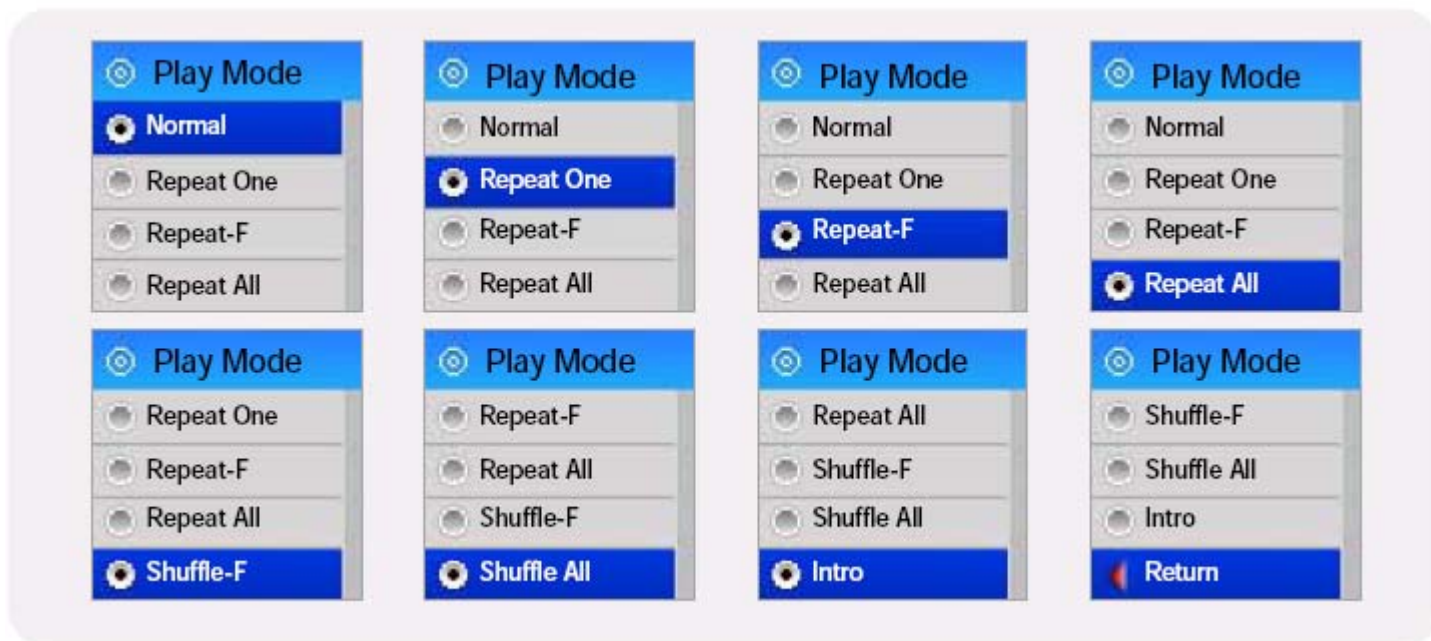 Play Mode
Normal
Repeat One
Repeat-F
Repeat All
Play Mode
Normal
Repeat One
Repeat-F
Repeat All
Play Mode
Normal
Repeat One
Repeat-F
Repeat All
Play Mode
Normal
Repeat One
Repeat-F
Repeat All
Play Mode
Repeat One
Repeat-F
Repeat All
Shuffle-F
Play Mode
Repeat-F
Repeat All
Shuffle-F
Shuffle All
Play Mode
Repeat All
Shuffle-F
Shuffle All
Intro
Play Mode
Shuffle-F
Shuffle All
Intro
Return